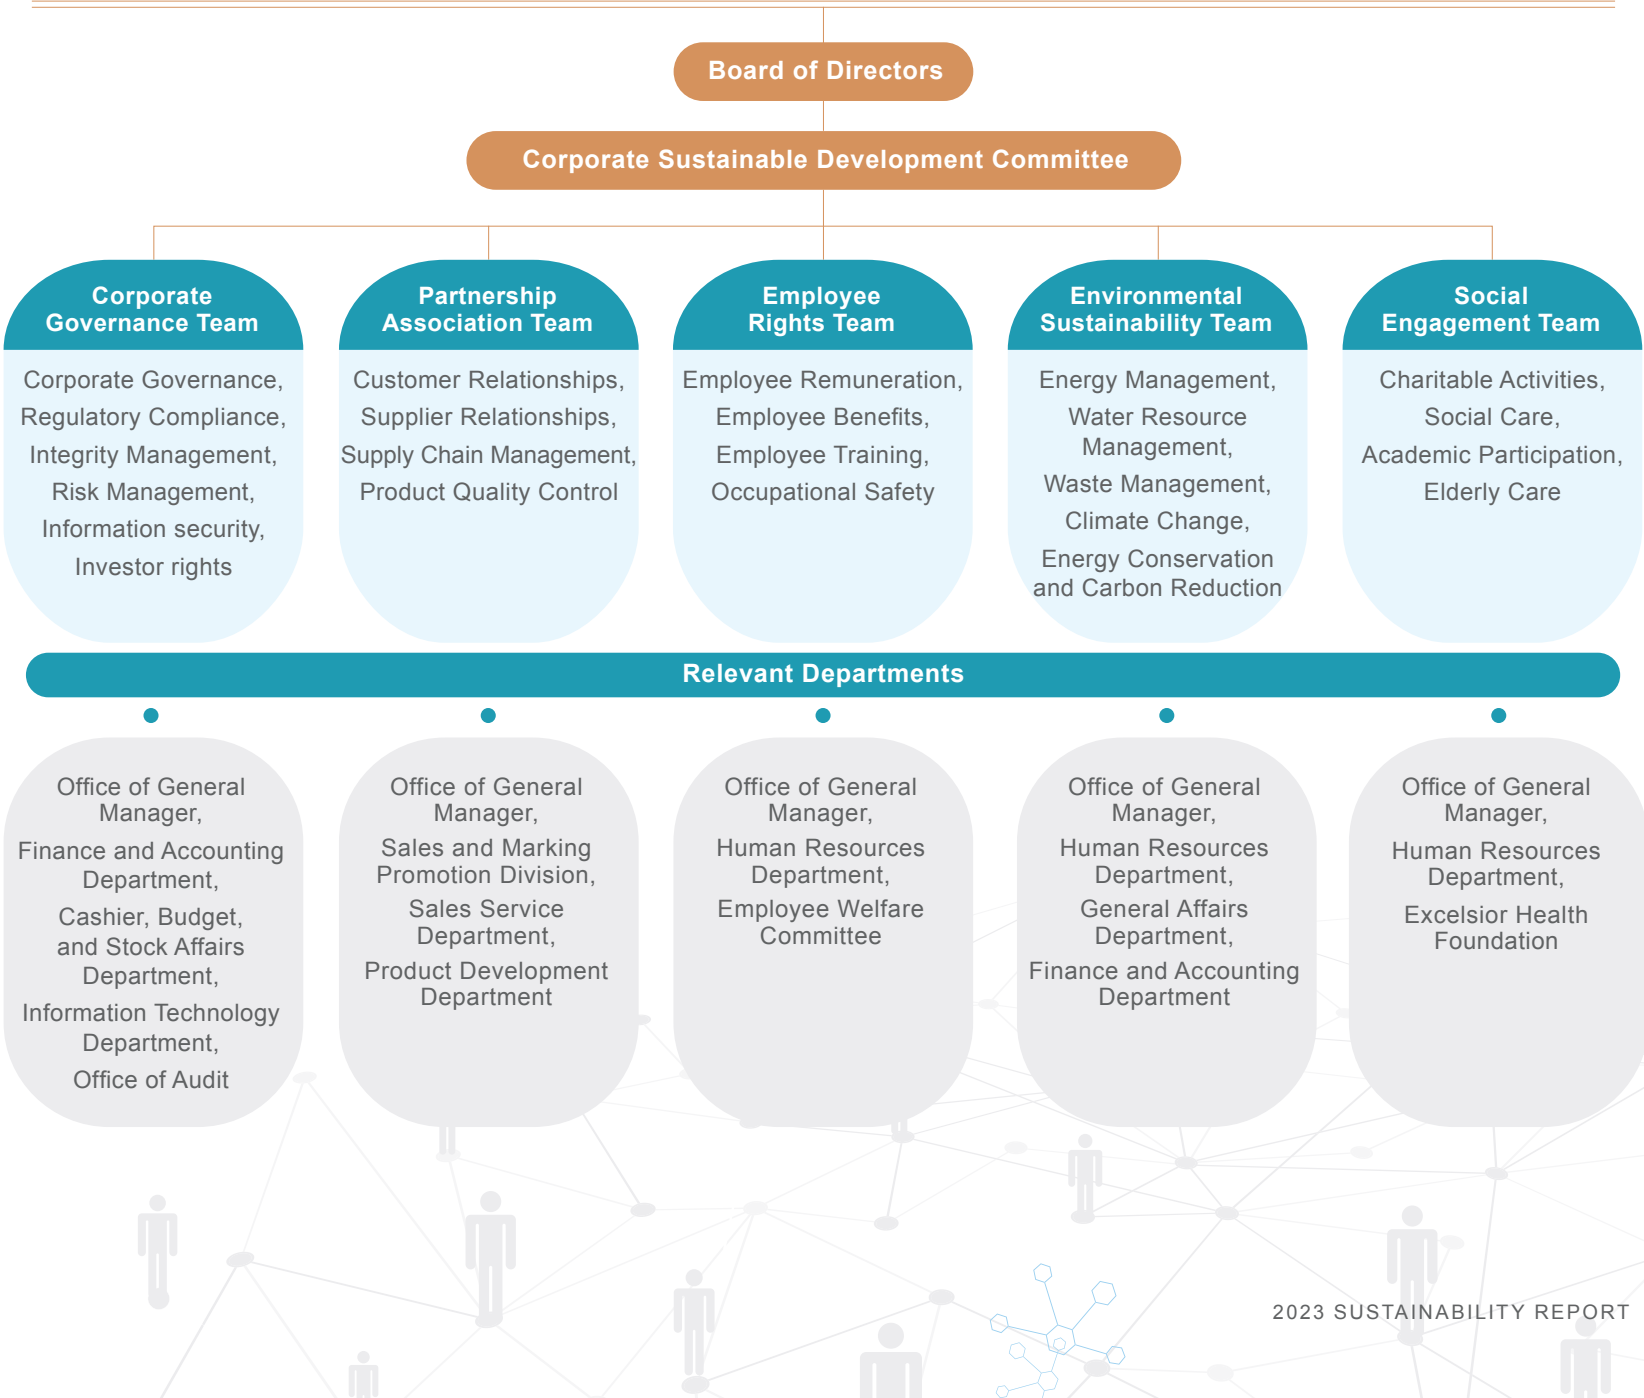 Board of Directors
Corporate Sustainable Development Committee
Corporate
Governance Team
Corporate Governance,
Regulatory Compliance,
Integrity Management,
Risk Management,
Information security,
Investor rights
Partnership
Association Team
Customer Relationships,
Supplier Relationships,
Supply Chain Management,
Product Quality Control
Employee
Rights Team
Employee Remuneration,
Employee Benefits,
Employee Training,
Occupational Safety
Environmental
Sustainability Team
Energy Management,
Water Resource
Management,
Waste Management,
Climate Change,
Energy Conservation
and Carbon Reduction
Social
Engagement Team
Charitable Activities,
Social Care,
Academic Participation,
Elderly Care
Relevant Departments
Office of General
Manager,
Finance and Accounting
Department,
Cashier, Budget,
and Stock Affairs
Department,
Information Technology
Department,
Office of Audit
Office of General
Manager,
Sales and Marking
Promotion Division,
Sales Service
Department,
Product Development
Department
Office of General
Manager,
Human Resources
Department,
Employee Welfare
Committee
Office of General
Manager,
Human Resources
Department,
General Affairs
Department,
Finance and Accounting
Department
Office of General
Manager,
Human Resources
Department,
Excelsior Health
Foundation
2023 SUSTAINABILITY REPORT